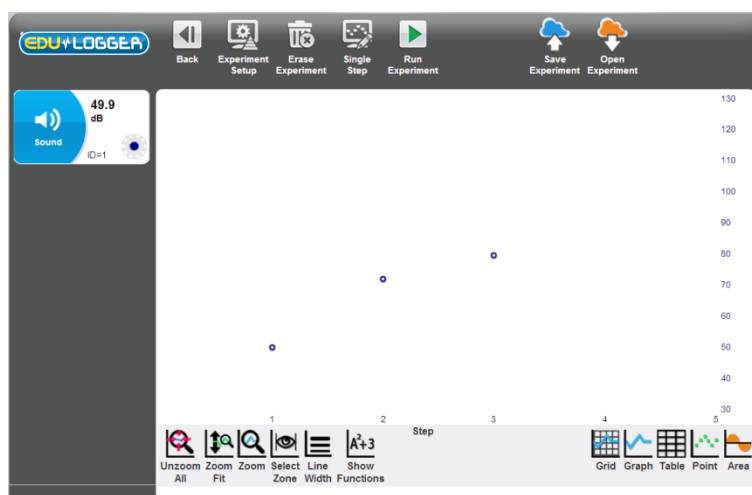 EDU LOGGER
Back
Experiment
Setup
Erase
Experiment
Single
Step
Run
Experiment
Save
Experiment
Open
Experiment
49.9
dB
Sound
ID=1
130
120
110
100
90
80
70
60
50
40
30
1
2
3
4
5
Step
Unzoom
All
Zoom
Fit
Zoom
Select
Zone
Line
Width
A²+3
Show
Functions
Grid
Graph
Table
Point
Area